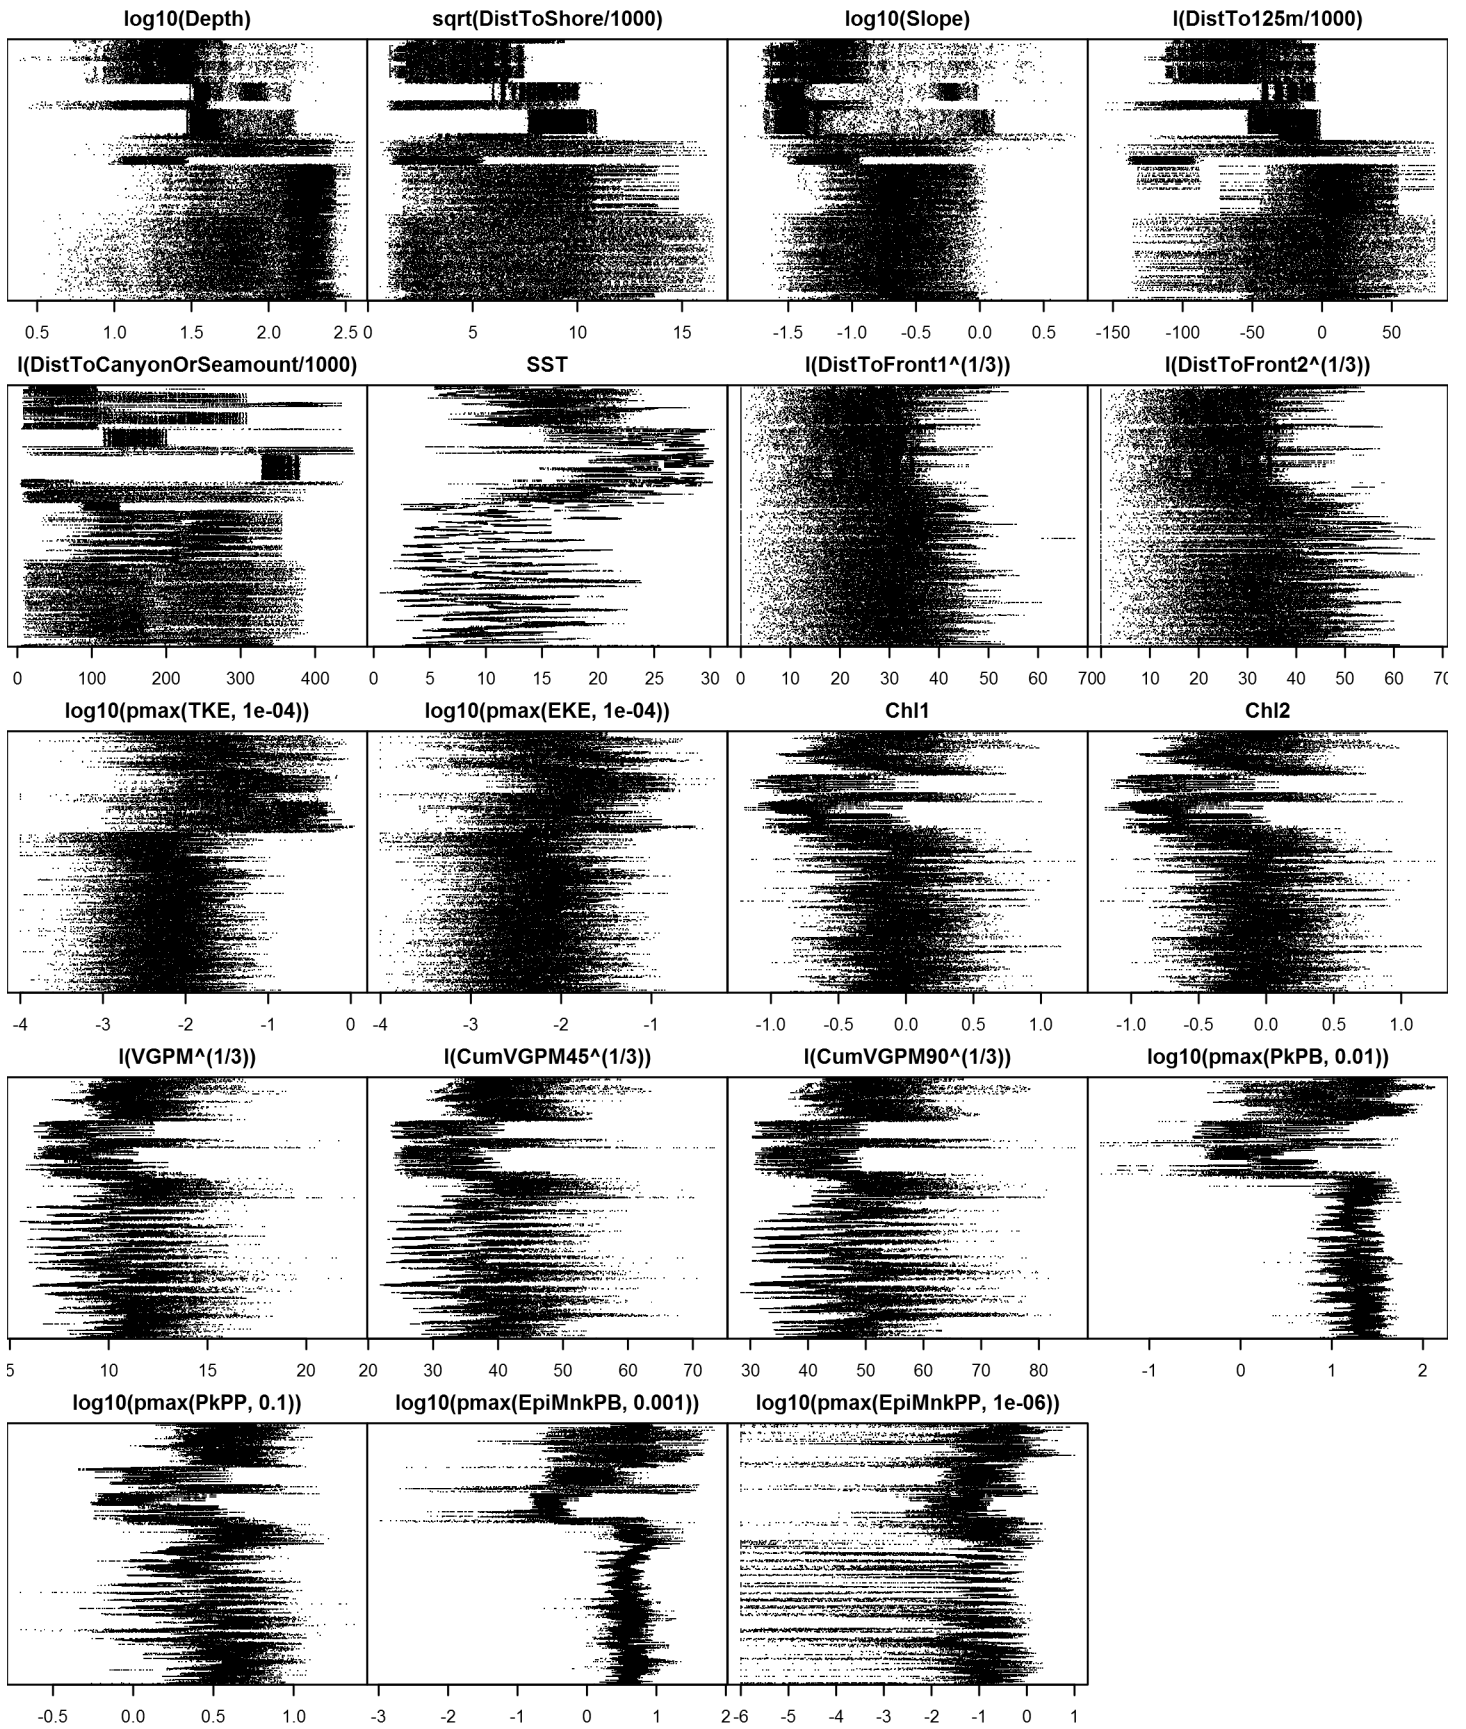 log10(Depth) sqrt(DistToShore/1000) log10(Slope) I(DistTo125m/1000)
0.5 1.0 1.5 2.0 2.5 0 5 10 15 -1.5 -1.0 -0.5 0.0 0.5 -150 -100 -50 0 50
I(DistToCanyonOrSeamount/1000) SST I(DistToFront1^(1/3)) I(DistToFront2^(1/3))
0 100 200 300 400 0 5 10 15 20 25 30 0 10 20 30 40 50 60 70 0 10 20 30 40 50 60 70
log10(pmax(TKE, 1e-04)) log10(pmax(EKE, 1e-04)) Chl1 Chl2
-4 -3 -2 -1 0 -4 -3 -2 -1 -1.0 -0.5 0.0 0.5 1.0 -1.0 -0.5 0.0 0.5 1.0
I(VGPM^(1/3)) I(CumVGPM45^(1/3)) I(CumVGPM90^(1/3)) log10(pmax(PkPB, 0.01))
5 10 15 20 20 30 40 50 60 70 30 40 50 60 70 80 -1 0 1 2
log10(pmax(PkPP, 0.1)) log10(pmax(EpiMnkPB, 0.001)) log10(pmax(EpiMnkPP, 1e-06))
-0.5 0.0 0.5 1.0 -3 -2 -1 0 1 2 -6 -5 -4 -3 -2 -1 0 1